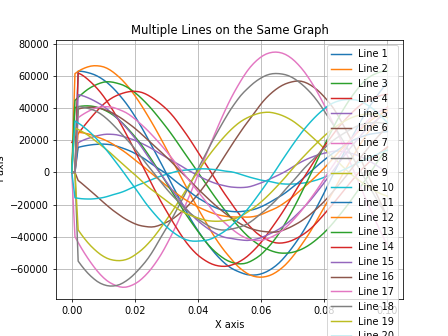 Multiple Lines on the Same Graph
80000
60000
40000
20000
0
−20000
−40000
−60000
0.00
0.02
0.04
0.06
0.08
X axis
Line 1
Line 2
Line 3
Line 4
Line 5
Line 6
Line 7
Line 8
Line 9
Line 10
Line 11
Line 12
Line 13
Line 14
Line 15
Line 16
Line 17
Line 18
Line 19
Line 20